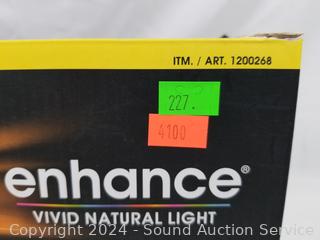 ITM. / ART. 1200268
227.
4100
enhance®
VIVID NATURAL LIGHT
Copyright 2024 - Sound Auction Service